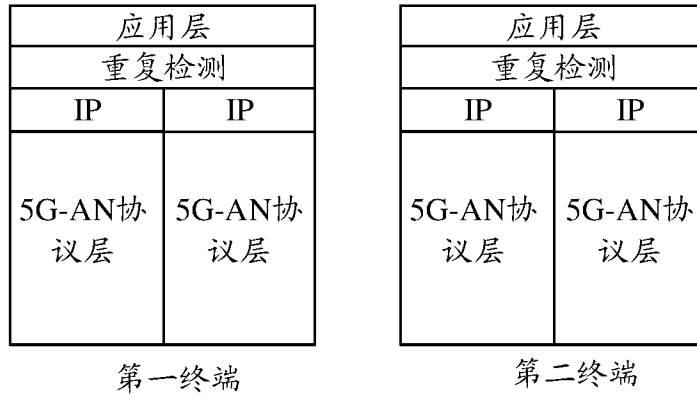 应用层
重复检测
IP IP
5G-AN协 5G-AN协
议层 议层
第一终端
应用层
重复检测
IP IP
5G-AN协 5G-AN协
议层 议层
第二终端